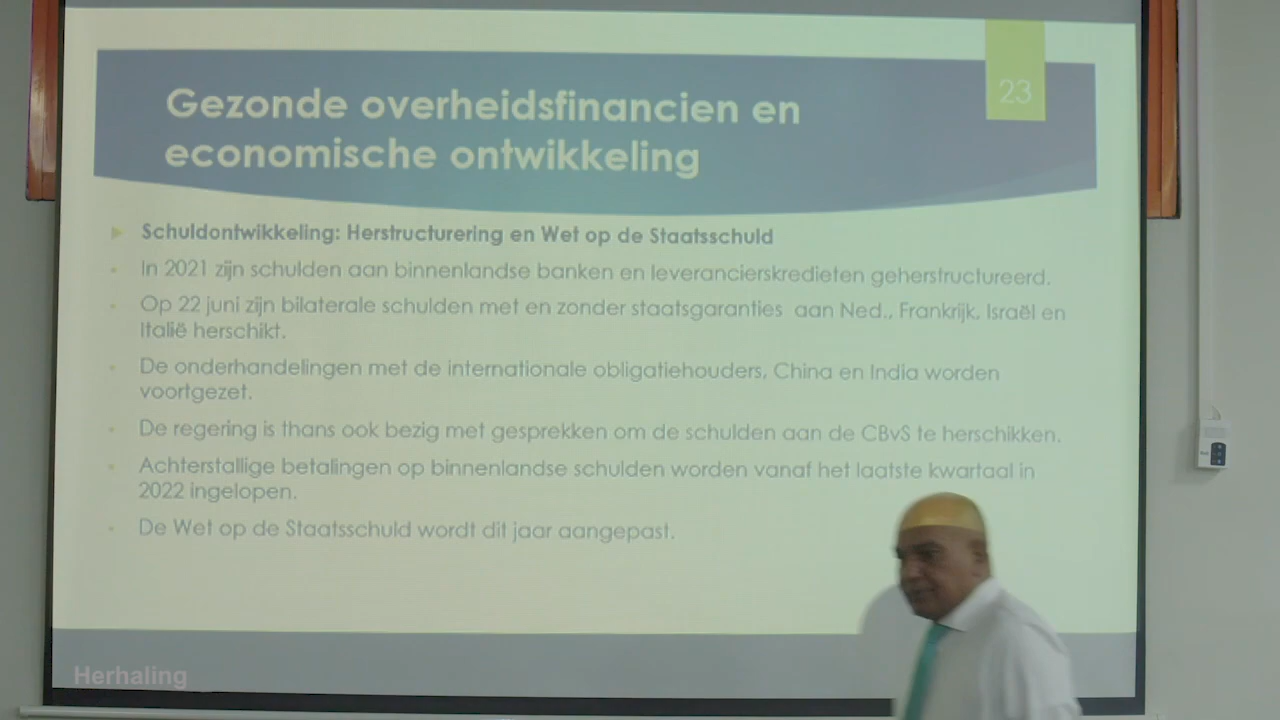 23
Gezonde overheidsfinancien en
economische ontwikkeling
Schuldontwikkeling: Herstructurering en Wet op de Staatsschuld
In 2021 zijn schulden aan binnenlandse banken en leverancierskredieten geherstructureerd.
Op 22 juni zijn bilaterale schulden met en zonder staatsgaranties aan Ned., Frankrijk, Israël en
Italië herschikt.
De onderhandelingen met de internationale obligatiehouders, China en India worden
voortgezet.
De regering is thans ook bezig met gesprekken om de schulden aan de CBvS te herschikken.
Achterstallige betalingen op binnenlandse schulden worden vanaf het laatste kwartaal in
2022 ingelopen.
De Wet op de Staatsschuld wordt dit jaar aangepast.
Herhaling